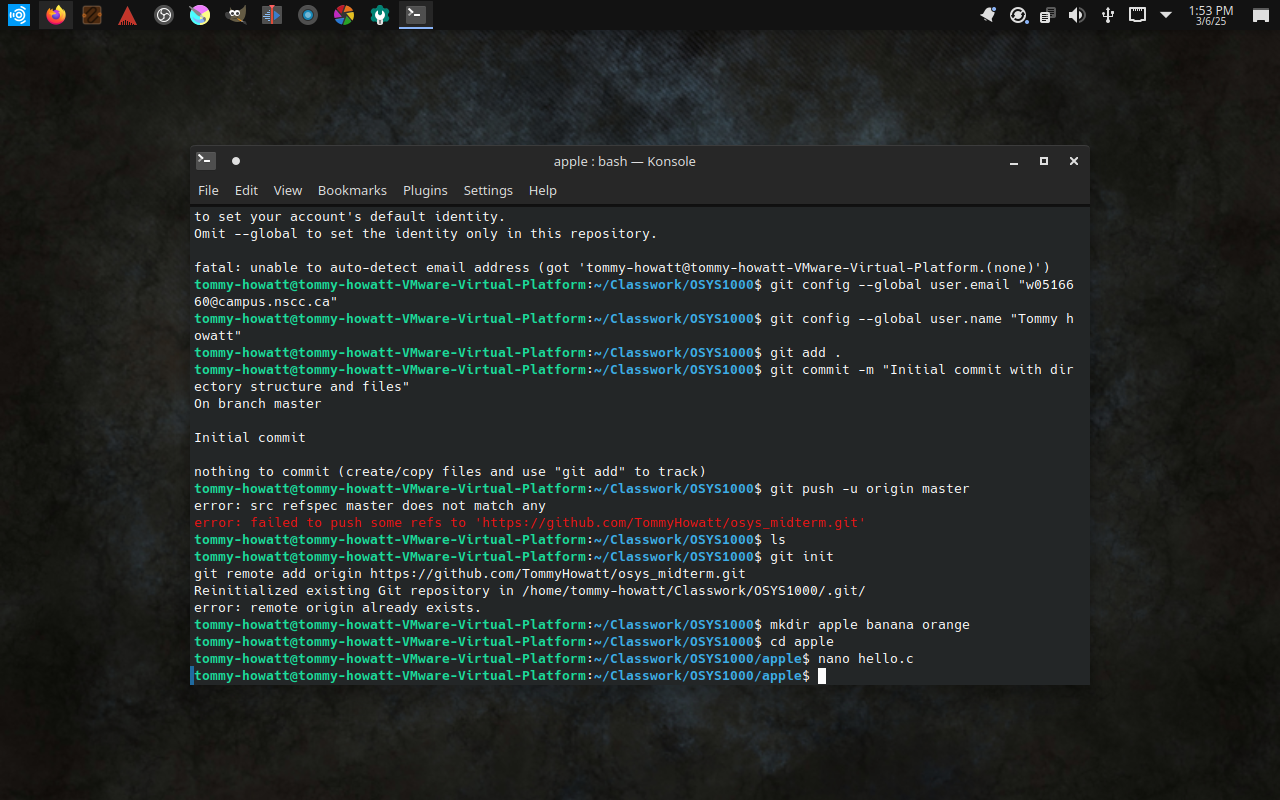 1:53 PM
3/6/25
apple : bash — Konsole
File Edit View Bookmarks Plugins Settings Help
to set your account's default identity.
Omit --global to set the identity only in this repository.
fatal: unable to auto-detect email address (got 'tommy-howatt@tommy-howatt-VMware-Virtual-Platform.(none)')
tommy-howatt@tommy-howatt-VMware-Virtual-Platform:~/Classwork/OSYS1000$ git config --global user.email "w05166
60@campus.nscc.ca"
tommy-howatt@tommy-howatt-VMware-Virtual-Platform:~/Classwork/OSYS1000$ git config --global user.name "Tommy h
owatt"
tommy-howatt@tommy-howatt-VMware-Virtual-Platform:~/Classwork/OSYS1000$ git add .
tommy-howatt@tommy-howatt-VMware-Virtual-Platform:~/Classwork/OSYS1000$ git commit -m "Initial commit with dir
ectory structure and files"
On branch master
Initial commit
nothing to commit (create/copy files and use "git add" to track)
tommy-howatt@tommy-howatt-VMware-Virtual-Platform:~/Classwork/OSYS1000$ git push -u origin master
error: src refspec master does not match any
error: failed to push some refs to 'https://github.com/TommyHowatt/osys_midterm.git'
tommy-howatt@tommy-howatt-VMware-Virtual-Platform:~/Classwork/OSYS1000$ ls
tommy-howatt@tommy-howatt-VMware-Virtual-Platform:~/Classwork/OSYS1000$ git init
git remote add origin https://github.com/TommyHowatt/osys_midterm.git
Reinitialized existing Git repository in /home/tommy-howatt/Classwork/OSYS1000/.git/
error: remote origin already exists.
tommy-howatt@tommy-howatt-VMware-Virtual-Platform:~/Classwork/OSYS1000$ mkdir apple banana orange
tommy-howatt@tommy-howatt-VMware-Virtual-Platform:~/Classwork/OSYS1000$ cd apple
tommy-howatt@tommy-howatt-VMware-Virtual-Platform:~/Classwork/OSYS1000/apple$ nano hello.c
tommy-howatt@tommy-howatt-VMware-Virtual-Platform:~/Classwork/OSYS1000/apple$